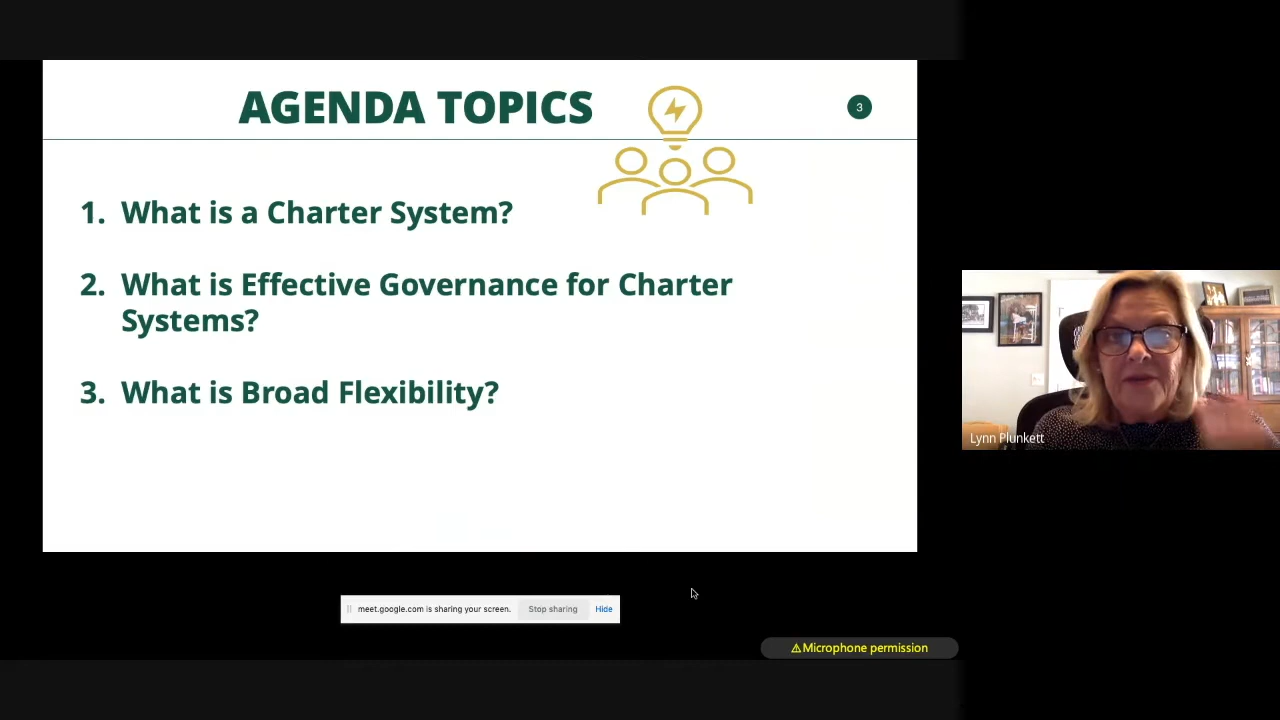 AGENDA TOPICS
3
1. What is a Charter System?
2. What is Effective Governance for Charter
Systems?
3. What is Broad Flexibility?
Lynn Plunkett
meet.google.com is sharing your screen.
Stop sharing
Hide
⚠Microphone permission